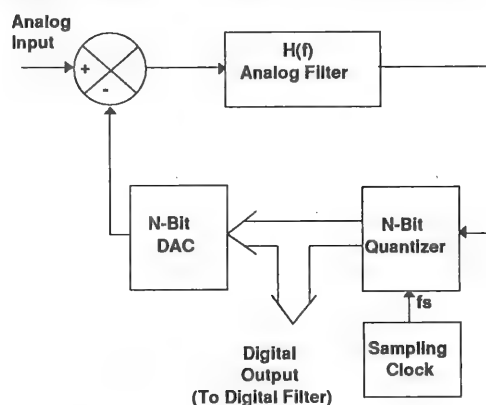 Analog
Input
+
-
H(f)
Analog Filter
N-Bit
DAC
N-Bit
Quantizer
fs
Sampling
Clock
Digital
Output
(To Digital Filter)